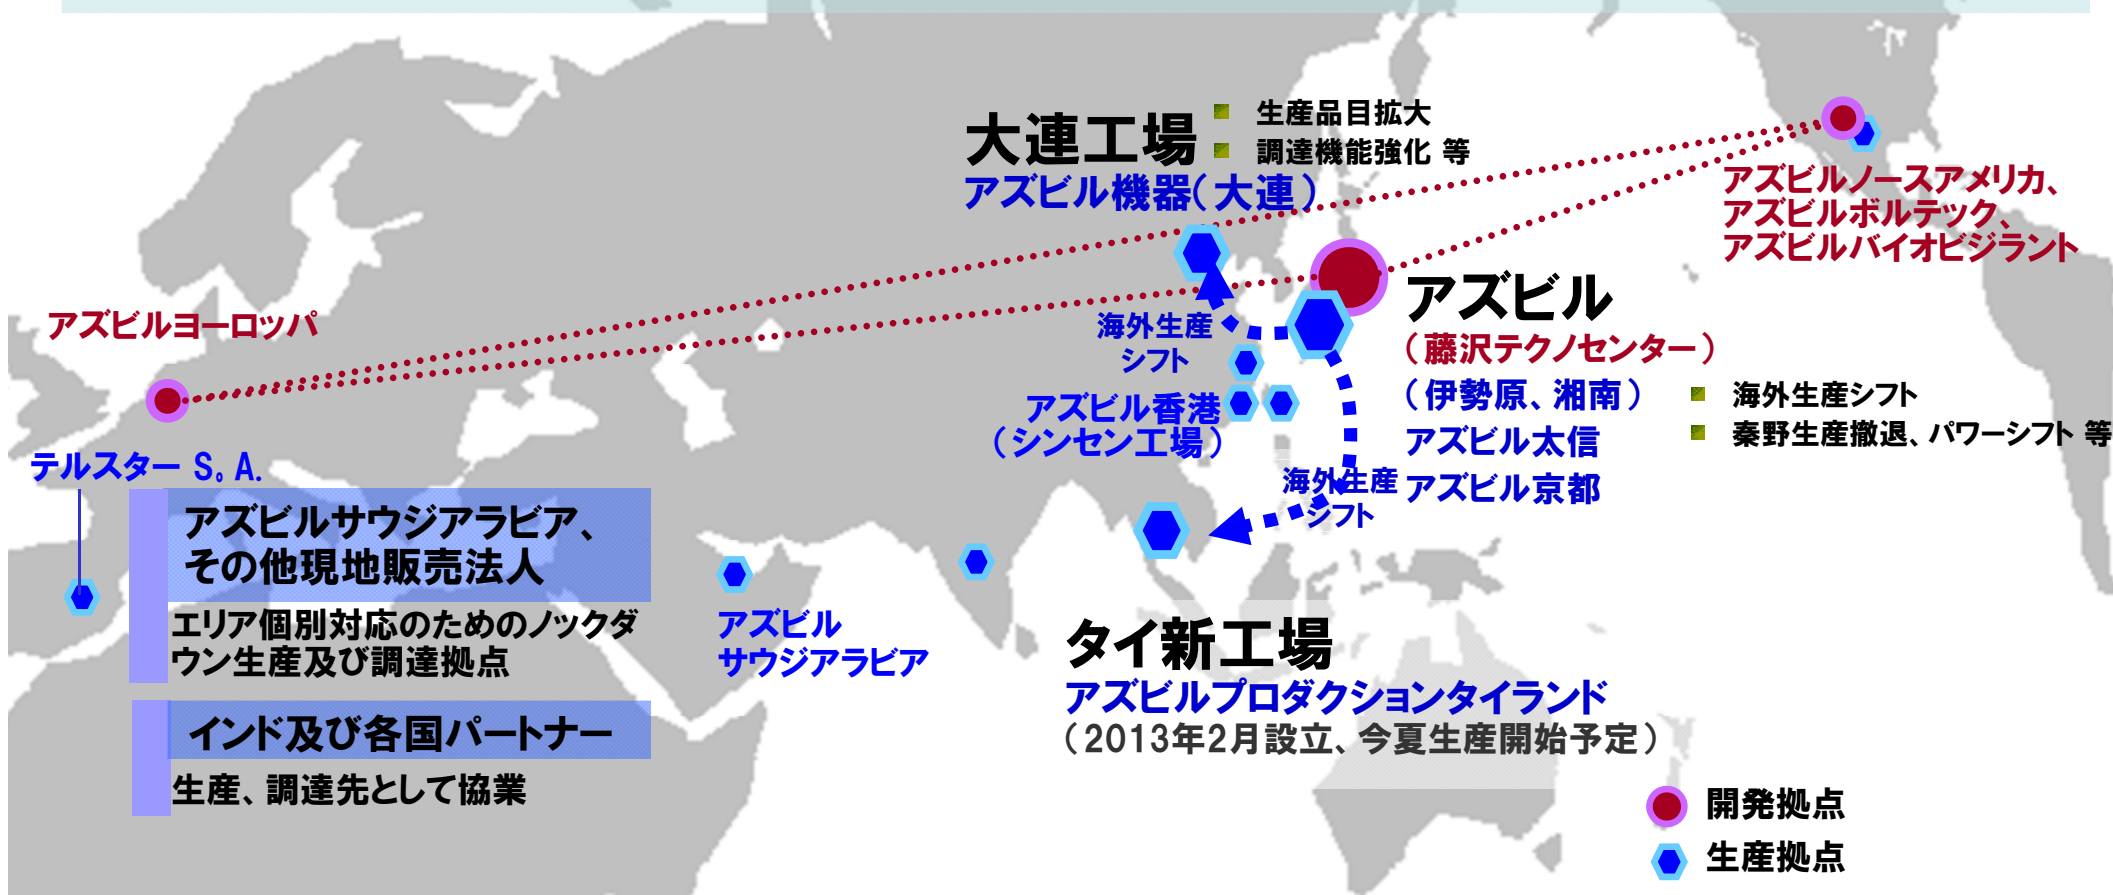 大連工場
生産品目拡大
調達機能強化 等
アズビル機器(大連)
アズビルノースアメリカ、
アズビルボルテック、
アズビルバイオビジラント
アズビルヨーロッパ
海外生産
シフト
アズビル
(藤沢テクノセンター)
(伊勢原、湘南)
アズビル太信
アズビル京都
海外生産シフト
秦野生産撤退、パワーシフト 等
アズビル香港
(シンセン工場)
海外生産
シフト
テルスター S。A.
アズビルサウジアラビア、
その他現地販売法人
エリア個別対応のためのノックダ
ウン生産及び調達拠点
インド及び各国パートナー
生産、調達先として協業
アズビル
サウジアラビア
タイ新工場
アズビルプロダクションタイランド
(2013年2月設立、今夏生産開始予定)
開発拠点
生産拠点